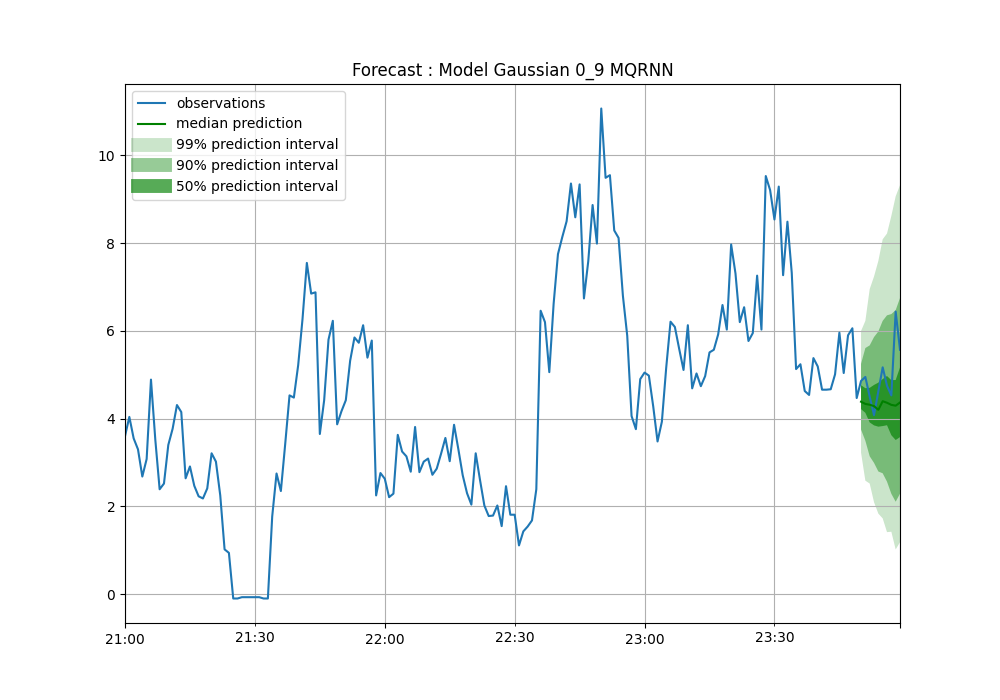 Forecast : Model Gaussian 0_9 MQRNN
observations
median prediction
99% prediction interval
90% prediction interval
50% prediction interval
10
8
6
4
2
0
21:00
21:30
22:00
22:30
23:00
23:30